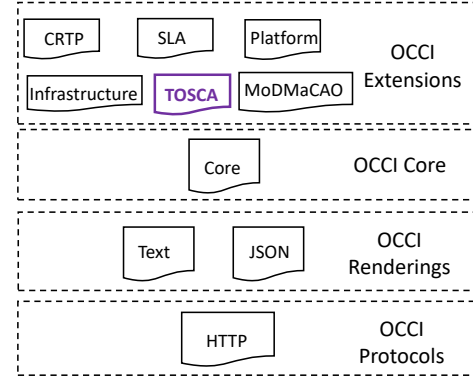 CRTP
SLA
Platform
OCCI
Extensions
Infrastructure
TOSCA
MoDMaCAO
Core
OCCI Core
Text
JSON
OCCI
Renderings
HTTP
OCCI
Protocols